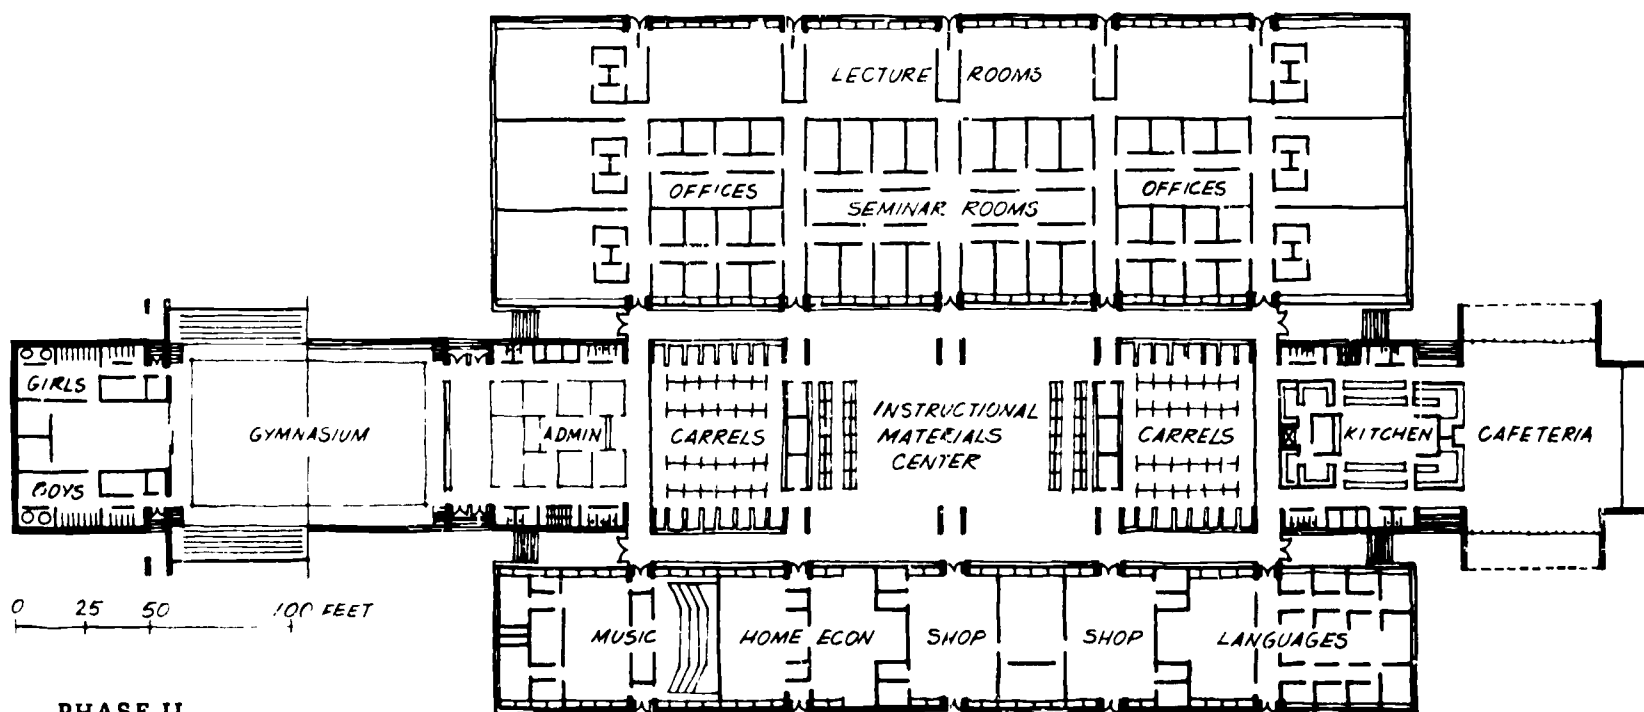 LECTURE ROOMS
OFFICES
OFFICES
SEMINAR ROOMS
GIRLS
GYMNASIUM
ADMIN
CARRELS
INSTRUCTIONAL
MATERIALS
CENTER
CARRELS
KITCHEN
CAFETERIA
BOYS
0 25 50 100 FEET
MUSIC
HOME ECON
SHOP
SHOP
LANGUAGES
PHASE II